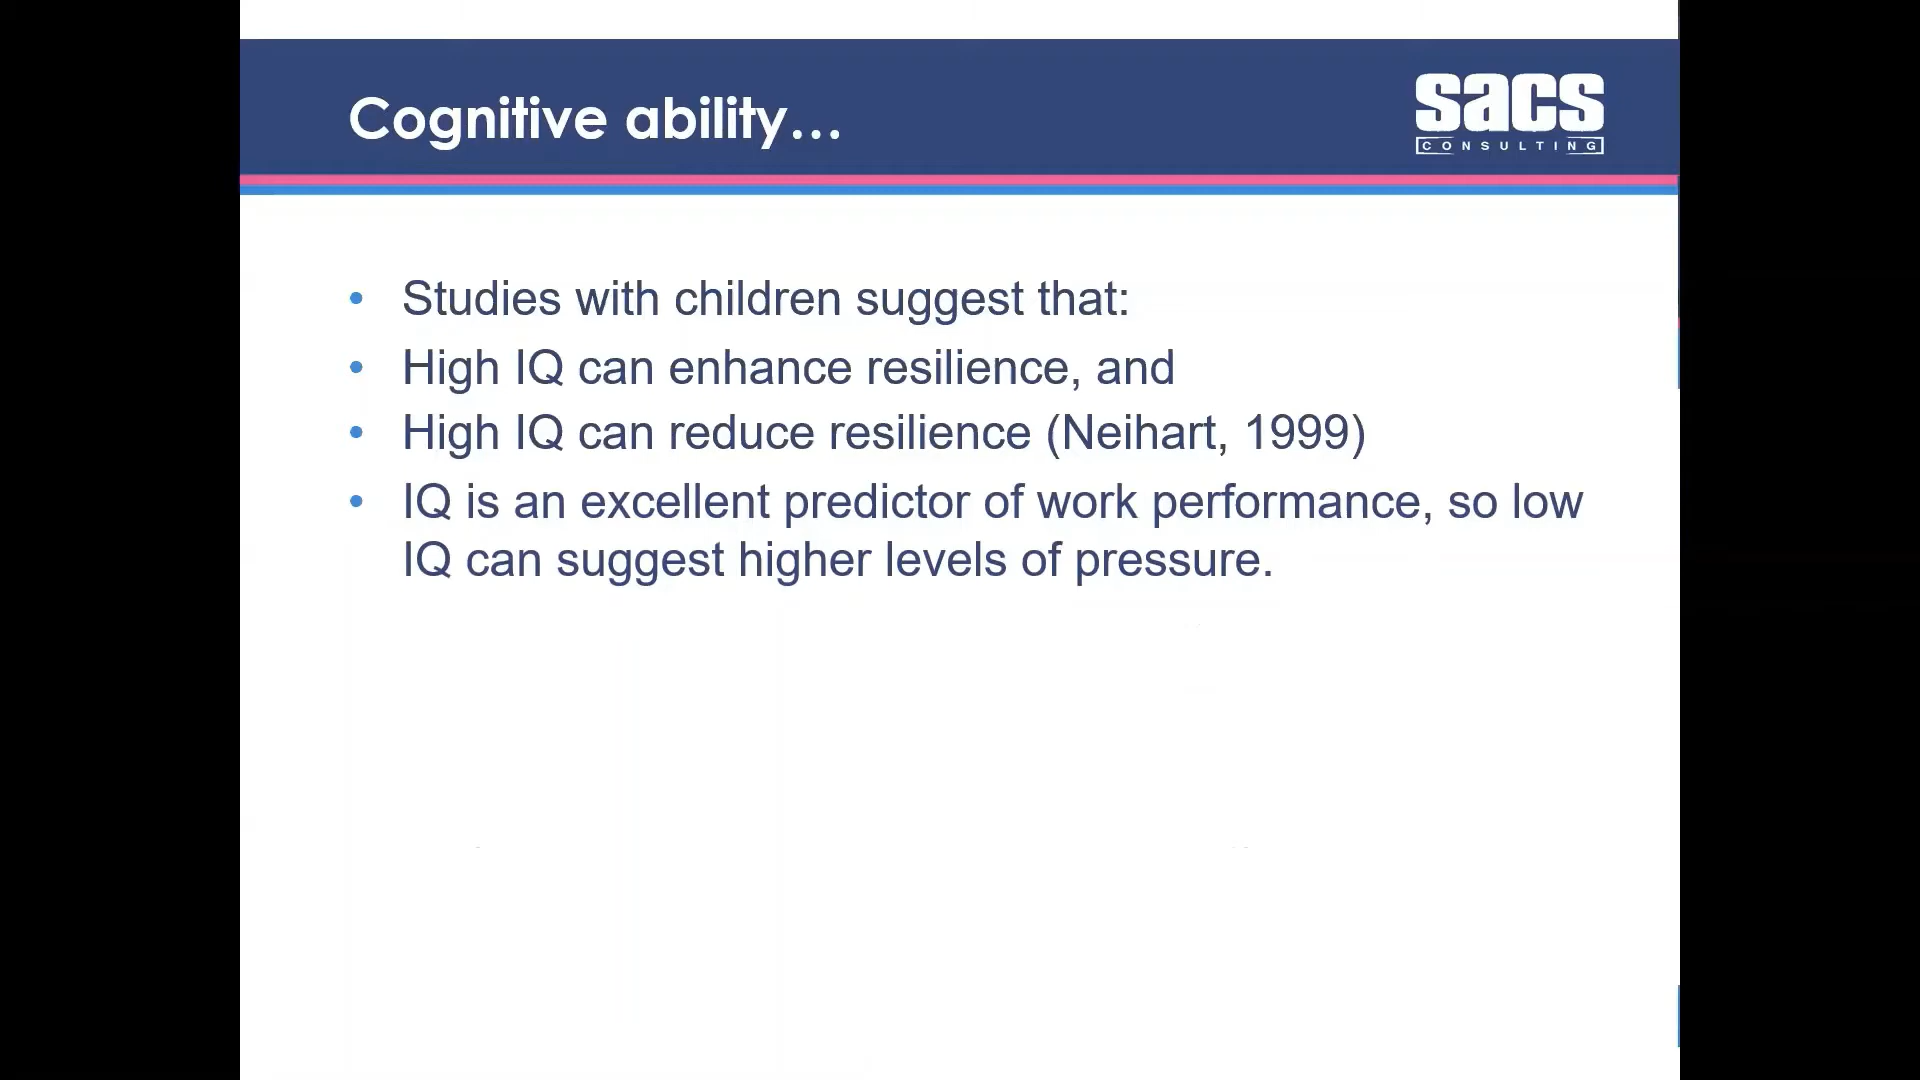 Cognitive ability...
sacs
CONSULTING
• Studies with children suggest that:
• High IQ can enhance resilience, and
• High IQ can reduce resilience (Neihart, 1999)
• IQ is an excellent predictor of work performance, so low
IQ can suggest higher levels of pressure.